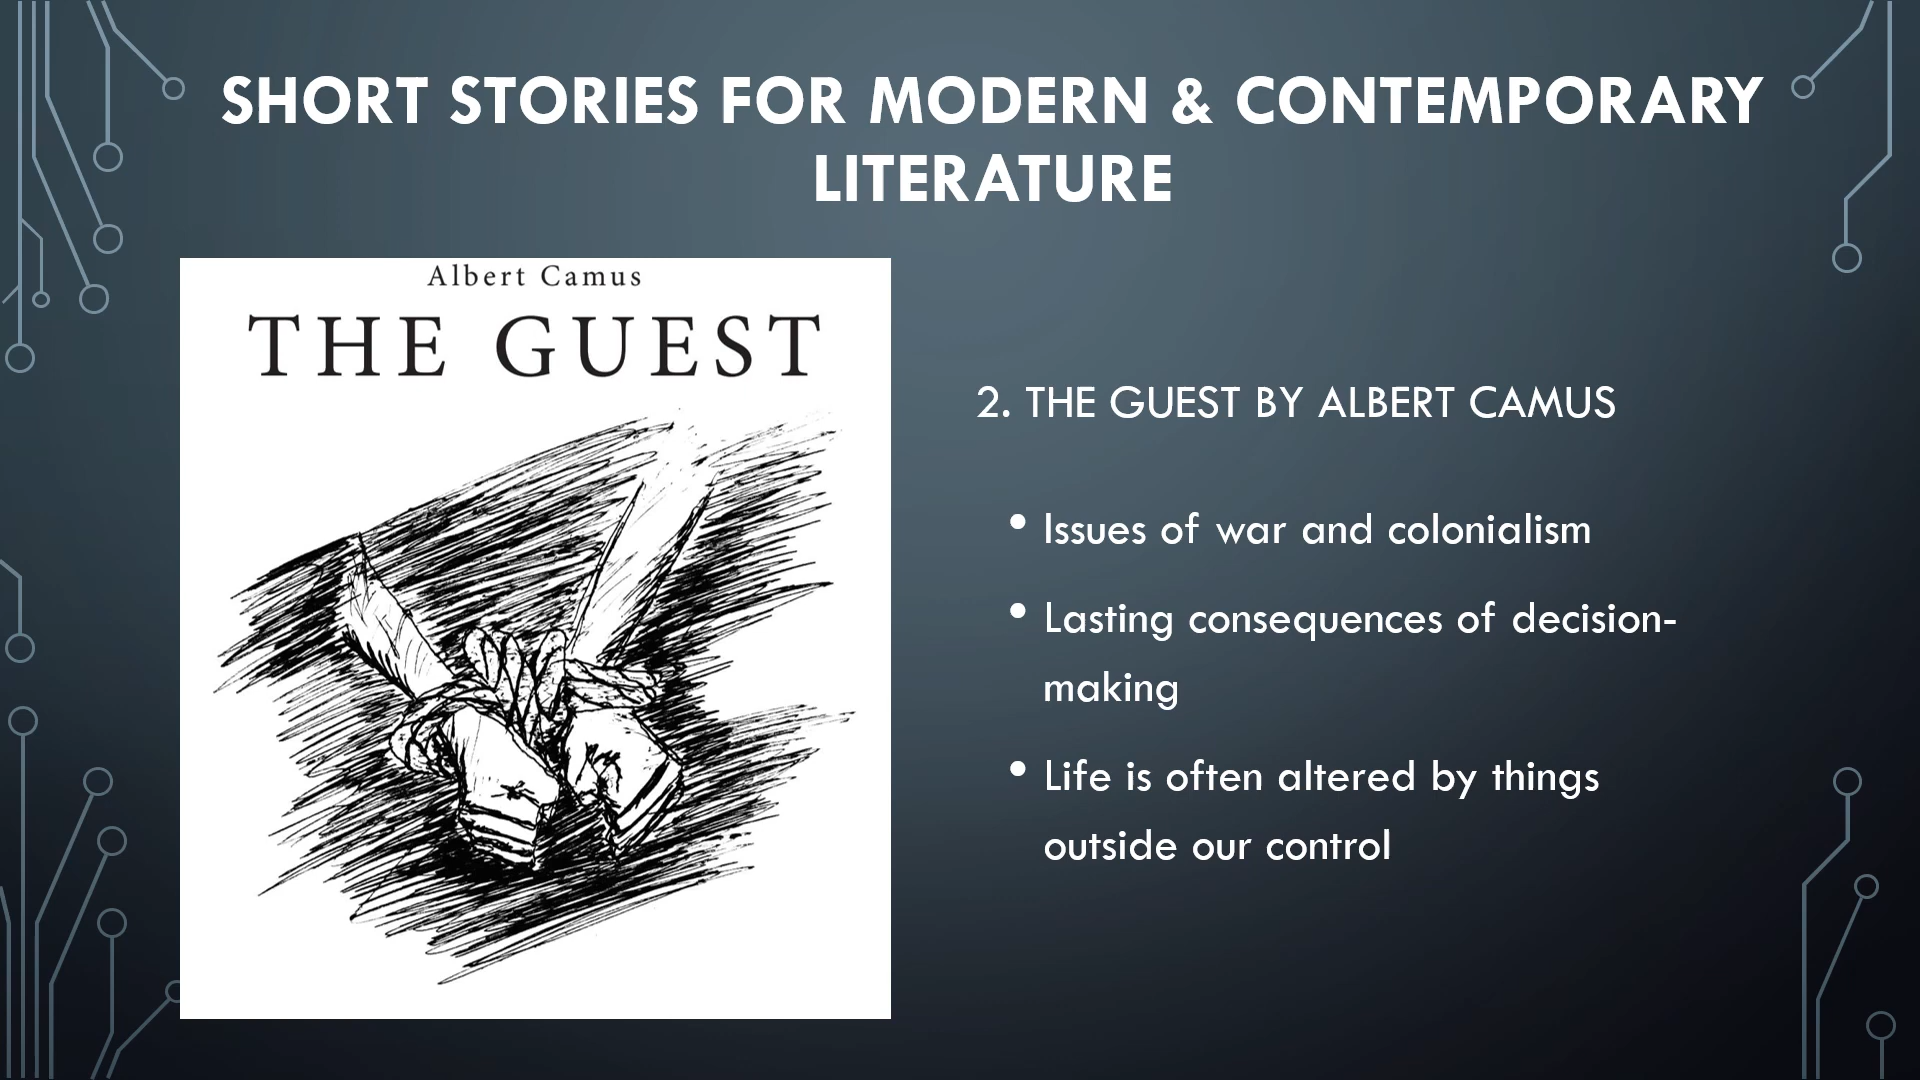 SHORT STORIES FOR MODERN & CONTEMPORARY
LITERATURE
Albert Camus
THE GUEST
2. THE GUEST BY ALBERT CAMUS
• Issues of war and colonialism
• Lasting consequences of decision-
making
• Life is often altered by things
outside our control